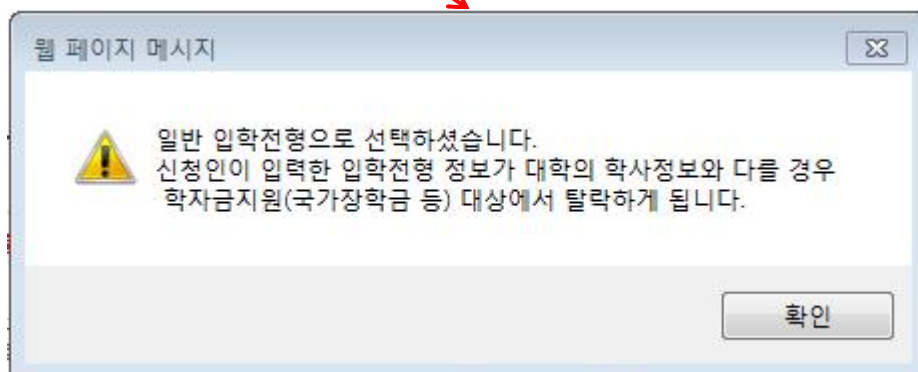 웹 페이지 메시지
일반 입학전형으로 선택하셨습니다.
신청인이 입력한 입학전형 정보가 대학의 학사정보와 다를 경우
학자금지원(국가장학금 등) 대상에서 탈락하게 됩니다.
확인